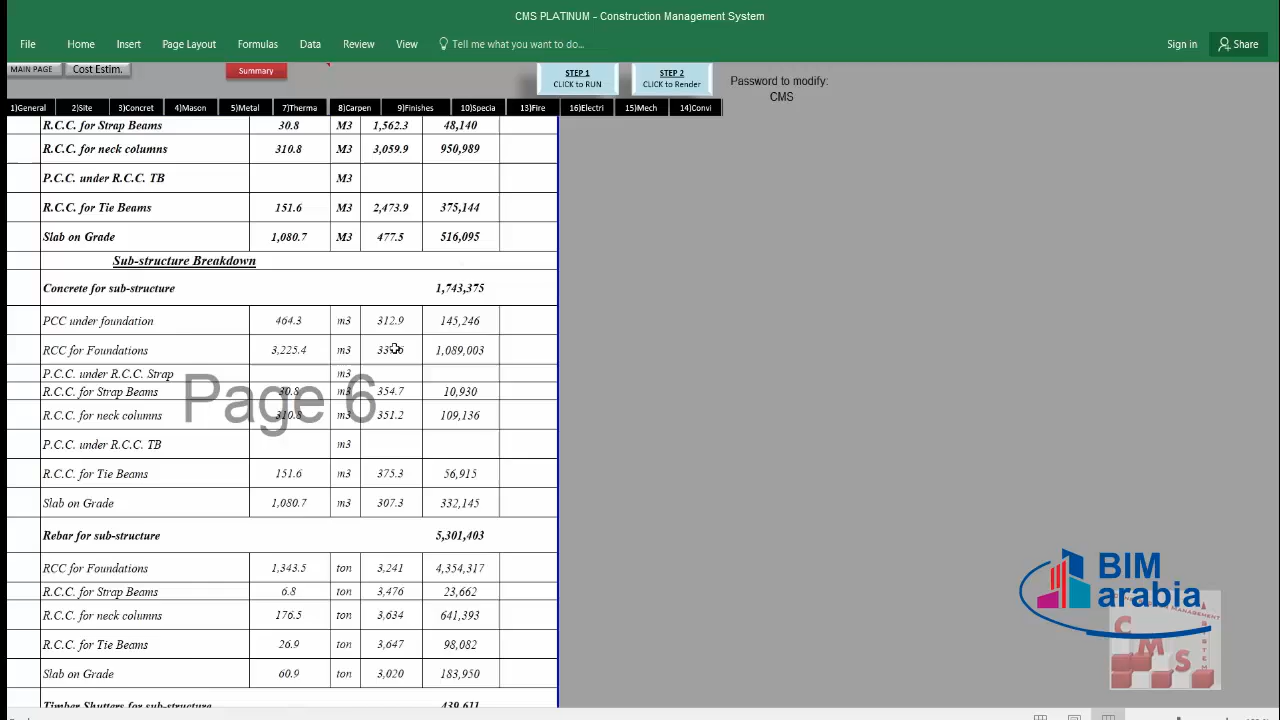 CMS PLATINUM - Construction Management System
File Home Insert Page Layout Formulas Data Review View Tell me what you want to do... Sign in Share
MAIN PAGE Cost Estim. Summary
STEP 1
CLICK to RUN
STEP 2
CLICK to Render
Password to modify:
CMS
1)General 2)Site 3)Concret 4)Mason 5)Metal 7)Therma 8)Carpen 9)Finishes 10)Specia 13)Fire 16)Electri 15)Mech 14)Convi
R.C.C. for Strap Beams 30.8 M3 1,562.3 48,140
R.C.C. for neck columns 310.8 M3 3,059.9 950,989
P.C.C. under R.C.C. TB M3
R.C.C. for Tie Beams 151.6 M3 2,473.9 375,144
Slab on Grade 1,080.7 M3 477.5 516,095
Sub-structure Breakdown
Concrete for sub-structure 1,743,375
PCC under foundation 464.3 m3 312.9 145,246
RCC for Foundations 3,225.4 m3 1,089,003
P.C.C. under R.C.C. Strap m3
R.C.C. for Strap Beams 30.8 m3 354.7 10,930
Page 6
R.C.C. for neck columns 310.8 m3 351.2 109,136
P.C.C. under R.C.C. TB m3
R.C.C. for Tie Beams 151.6 m3 375.3 56,915
Slab on Grade 1,080.7 m3 307.3 332,145
Rebar for sub-structure 5,301,403
RCC for Foundations 1,343.5 ton 3,241 4,354,317
R.C.C. for Strap Beams 6.8 ton 3,476 23,662
R.C.C. for neck columns 176.5 ton 3,634 641,393
R.C.C. for Tie Beams 26.9 ton 3,647 98,082
Slab on Grade 60.9 ton 3,020 183,950
Timber Shutters for sub-structure 439,611
BIM
arabia
CMS